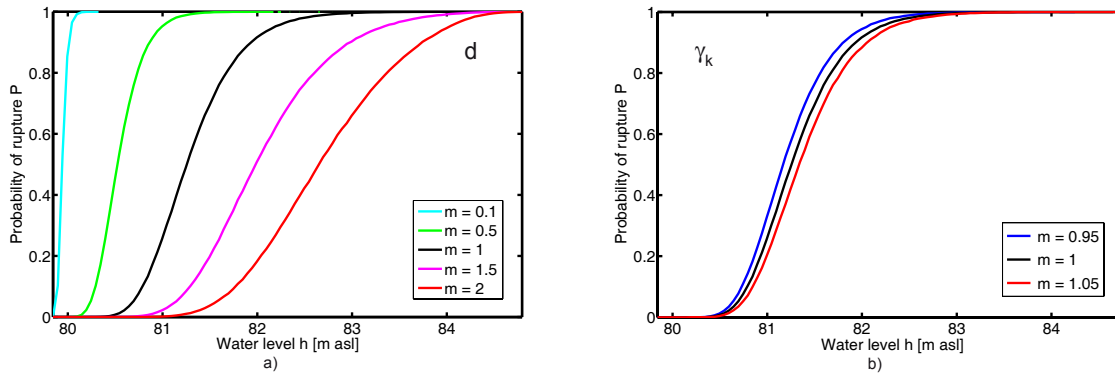 1
0.8
0.6
0.4
0.2
0
Probability of rupture P
d
m = 0.1
m = 0.5
m = 1
m = 1.5
m = 2
80 81 82 83 84
Water level h [m asl]
a)
1
0.8
0.6
0.4
0.2
0
Probability of rupture P
γk
m = 0.95
m = 1
m = 1.05
80 81 82 83 84
Water level h [m asl]
b)